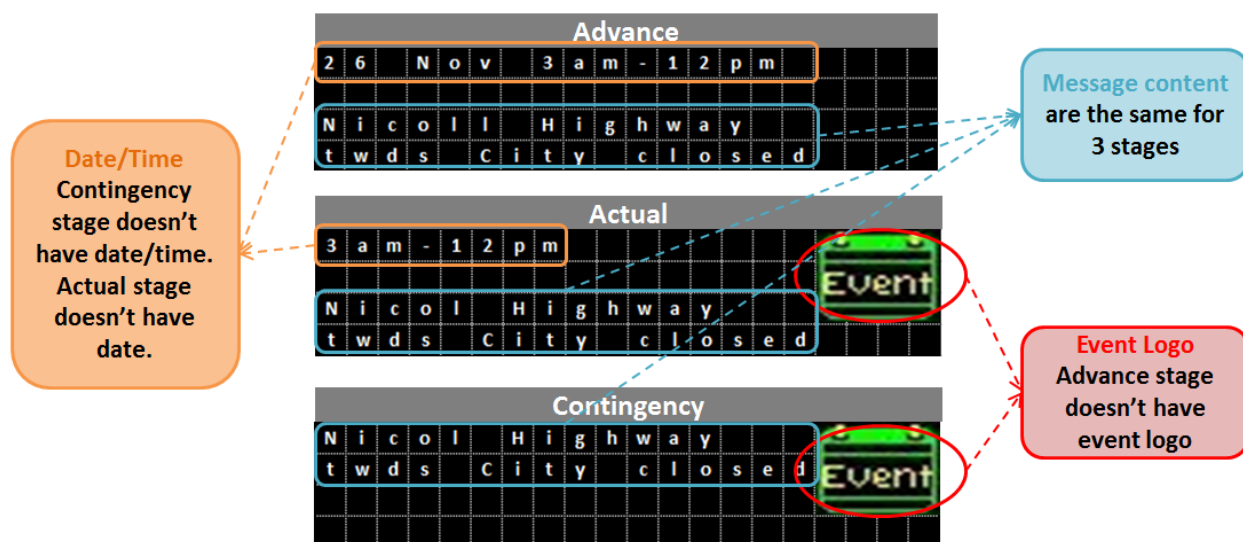 Advance
26 Nov 3am-12pm
Nicoll Highway
twds City closed
Date/Time
Contingency
stage doesn't
have date/time.
Actual stage
doesn't have
date.
Message content
are the same for
3 stages
Actual
3am-12pm
Event
Nicol Highway
twds City closed
Event Logo
Advance stage
doesn't have
event logo
Contingency
Nicol Highway
twds City closed
Event